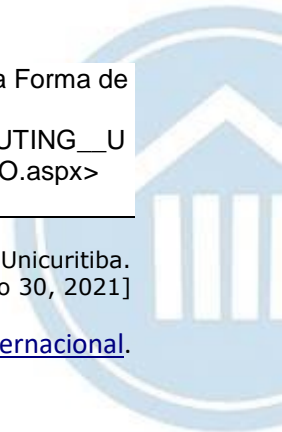 a Forma de
UTING__U
O.aspx>
Unicuritiba.
o 30, 2021]
ernacional.